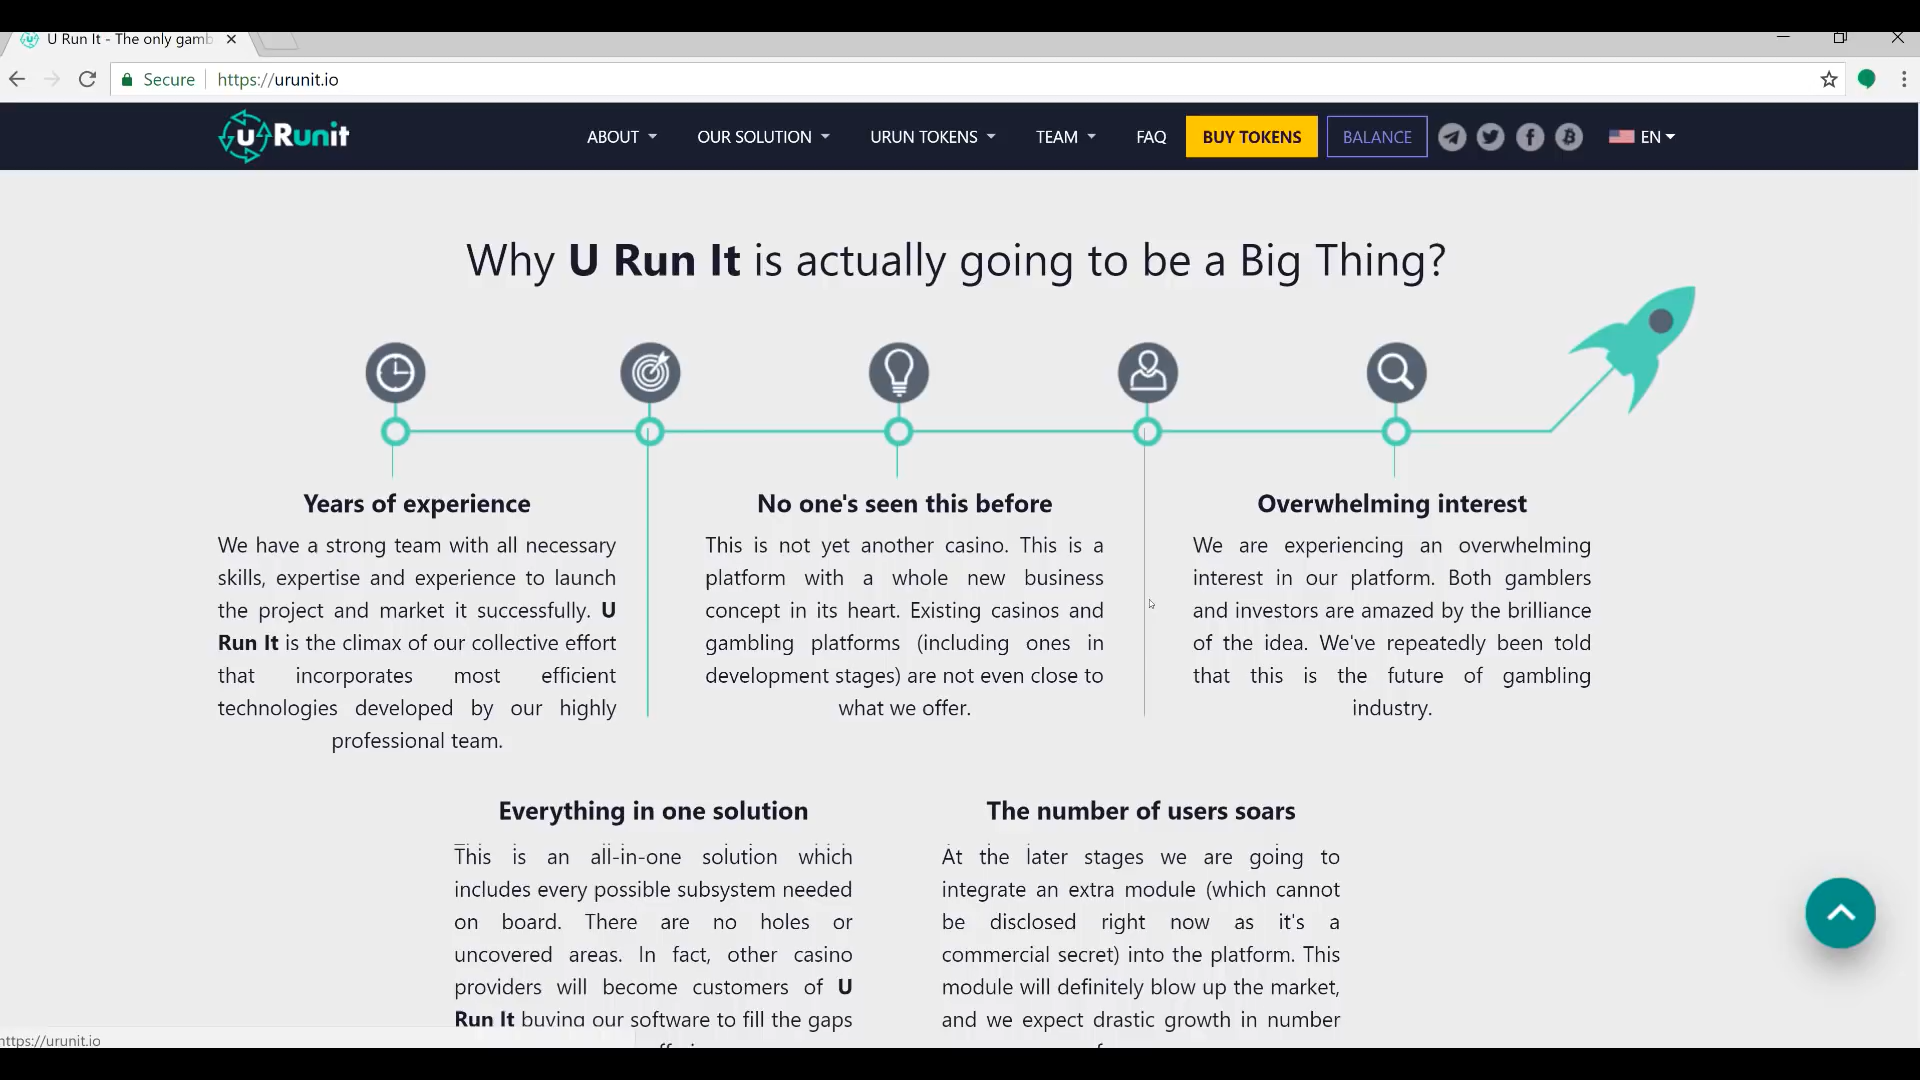 U Run It - The only gamb
Secure https://urunit.io
uRunit ABOUT OUR SOLUTION URUN TOKENS TEAM FAQ BUY TOKENS BALANCE EN
Why U Run It is actually going to be a Big Thing?
Years of experience
We have a strong team with all necessary
skills, expertise and experience to launch
the project and market it successfully. U
Run It is the climax of our collective effort
that incorporates most efficient
technologies developed by our highly
professional team.
No one's seen this before
This is not yet another casino. This is a
platform with a whole new business
concept in its heart. Existing casinos and
gambling platforms (including ones in
development stages) are not even close to
what we offer.
Overwhelming interest
We are experiencing an overwhelming
interest in our platform. Both gamblers
and investors are amazed by the brilliance
of the idea. We've repeatedly been told
that this is the future of gambling
industry.
Everything in one solution
This is an all-in-one solution which
includes every possible subsystem needed
on board. There are no holes or
uncovered areas. In fact, other casino
providers will become customers of U
Run It buying our software to fill the gaps
The number of users soars
At the later stages we are going to
integrate an extra module (which cannot
be disclosed right now as it's a
commercial secret) into the platform. This
module will definitely blow up the market,
and we expect drastic growth in number
https://urunit.io